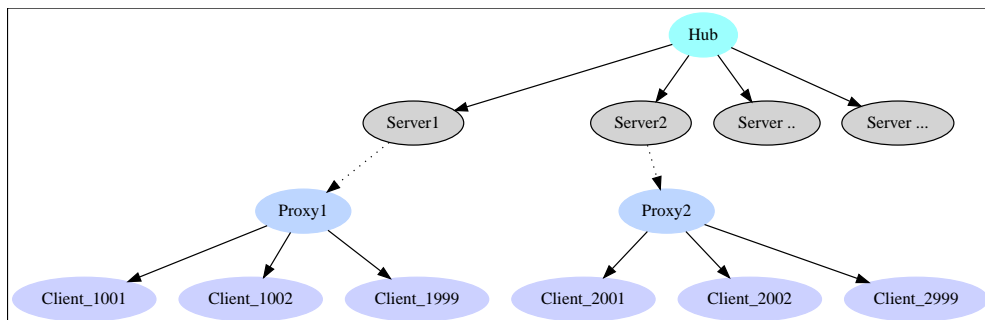 Hub
Server1
Server2
Server ..
Server ...
Proxy1
Proxy2
Client_1001
Client_1002
Client_1999
Client_2001
Client_2002
Client_2999